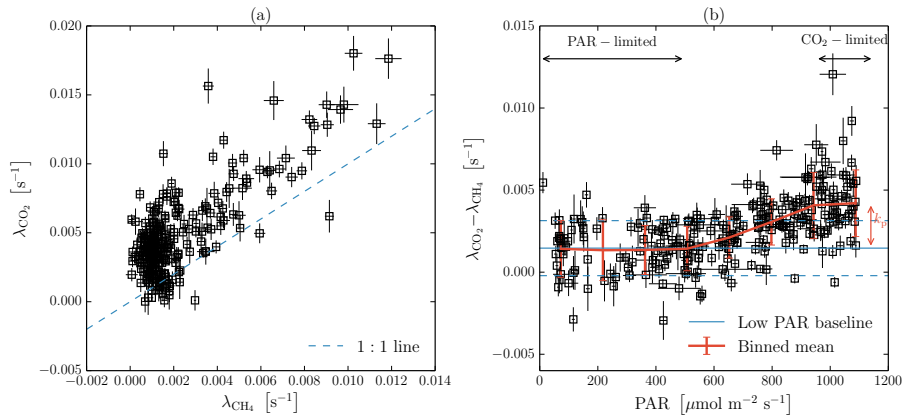 (a)
0.020
0.015
0.010
0.005
0.000
−0.005
−0.002 0.000 0.002 0.004 0.006 0.008 0.010 0.012 0.014
λCO2 [s−1]
λCH4 [s−1]
1 : 1 line
(b)
0.015
0.010
0.005
0.000
−0.005
0 200 400 600 800 1000 1200
λCO2−λCH4 [s−1]
PAR [μmol m−2 s−1]
PAR − limited
CO2 − limited
kp
Low PAR baseline
Binned mean